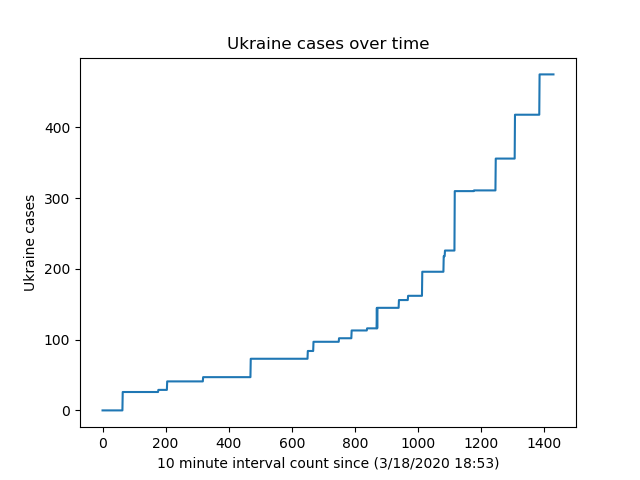 Ukraine cases over time
Ukraine cases
400
300
200
100
0
0 200 400 600 800 1000 1200 1400
10 minute interval count since (3/18/2020 18:53)